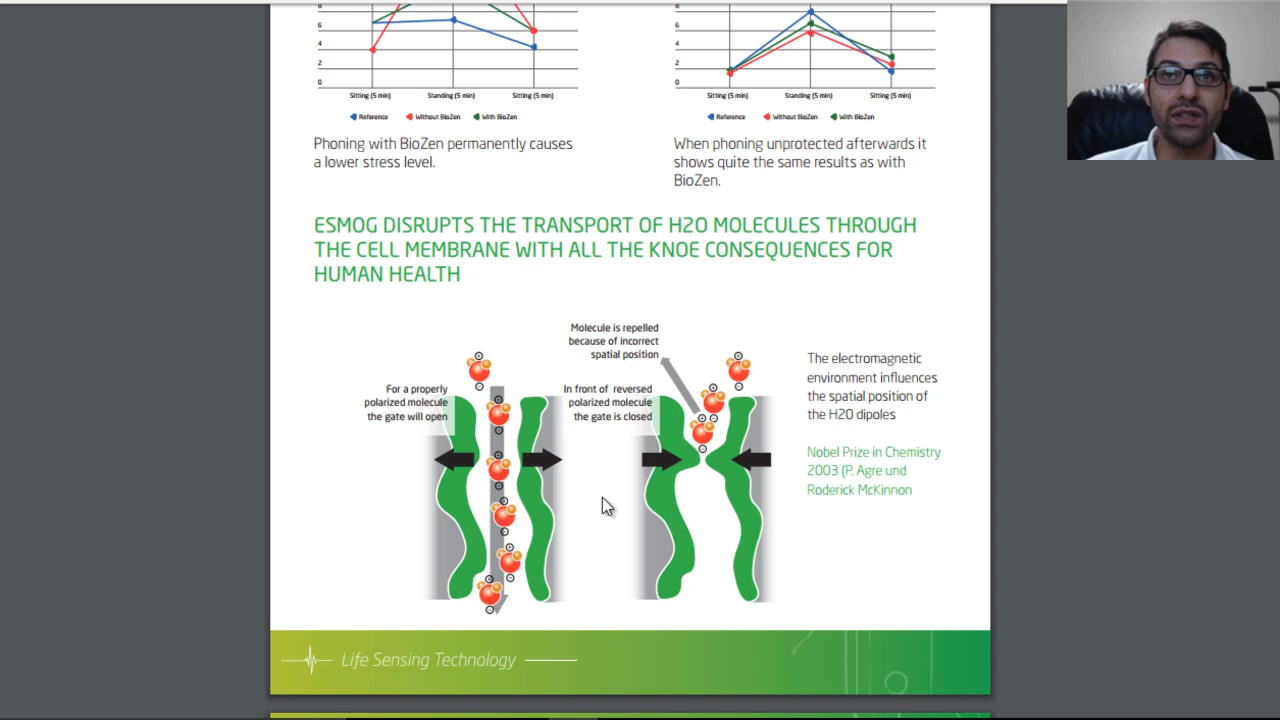 8
6
4
2
0
Sitting (5 min) Standing (5 min) Sitting (5 min)
Reference Without BioZen With BioZen
Phoning with BioZen permanently causes
a lower stress level.
8
6
4
2
0
Sitting (5 min) Standing (5 min) Sitting (5 min)
Reference Without BioZen With BioZen
When phoning unprotected afterwards it
shows quite the same results as with
BioZen.
ESMOG DISRUPTS THE TRANSPORT OF H2O MOLECULES THROUGH
THE CELL MEMBRANE WITH ALL THE KNOE CONSEQUENCES FOR
HUMAN HEALTH
For a properly
polarized molecule
the gate will open
Molecule is repelled
because of incorrect
spatial position
In front of reversed
polarized molecule
the gate is closed
The electromagnetic
environment influences
the spatial position of
the H2O dipoles
Nobel Prize in Chemistry
2003 (P. Agre und
Roderick McKinnon
Life Sensing Technology